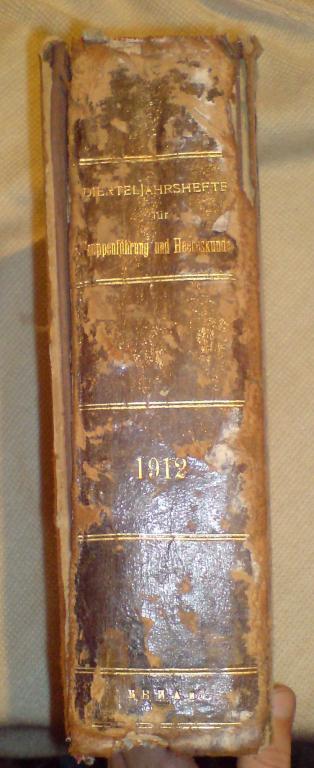 VIERTELJAHRSHEFTE
für
Truppenführung und Heereskunde
1912